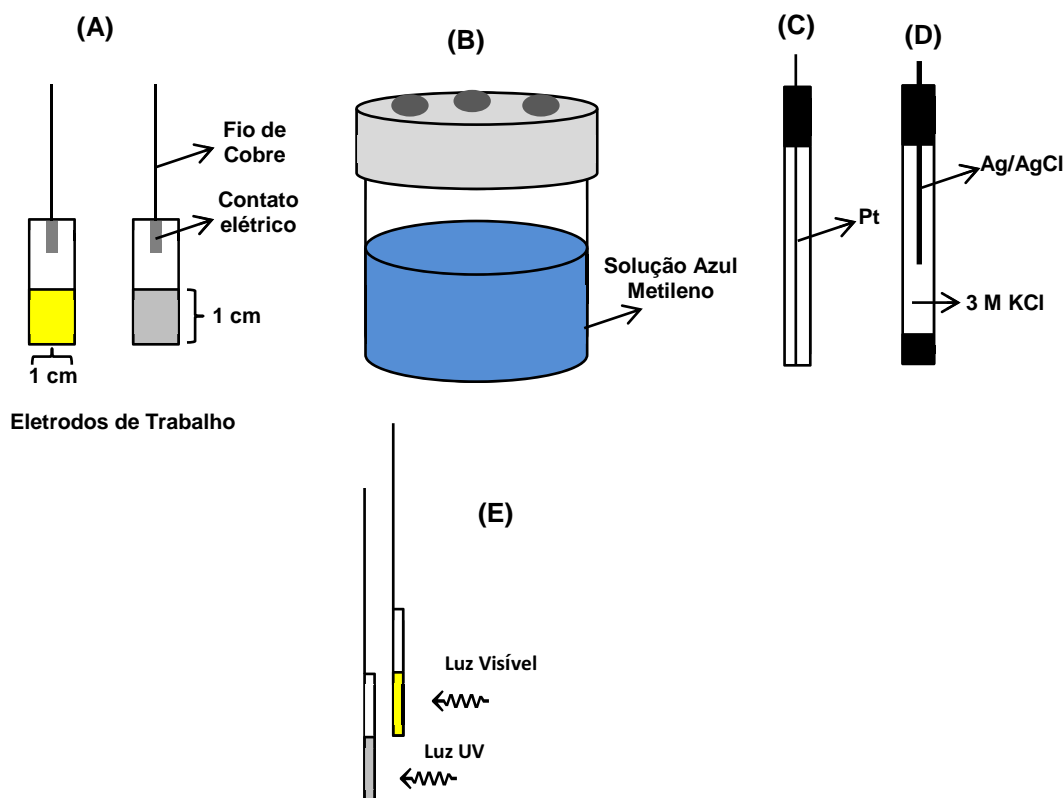 (A)
Fio de
Cobre
Contato
elétrico
1 cm
1 cm
Eletrodos de Trabalho
(B)
Solução Azul
Metileno
(C)
Pt
(D)
Ag/AgCl
3 M KCl
(E)
Luz Visível
Luz UV